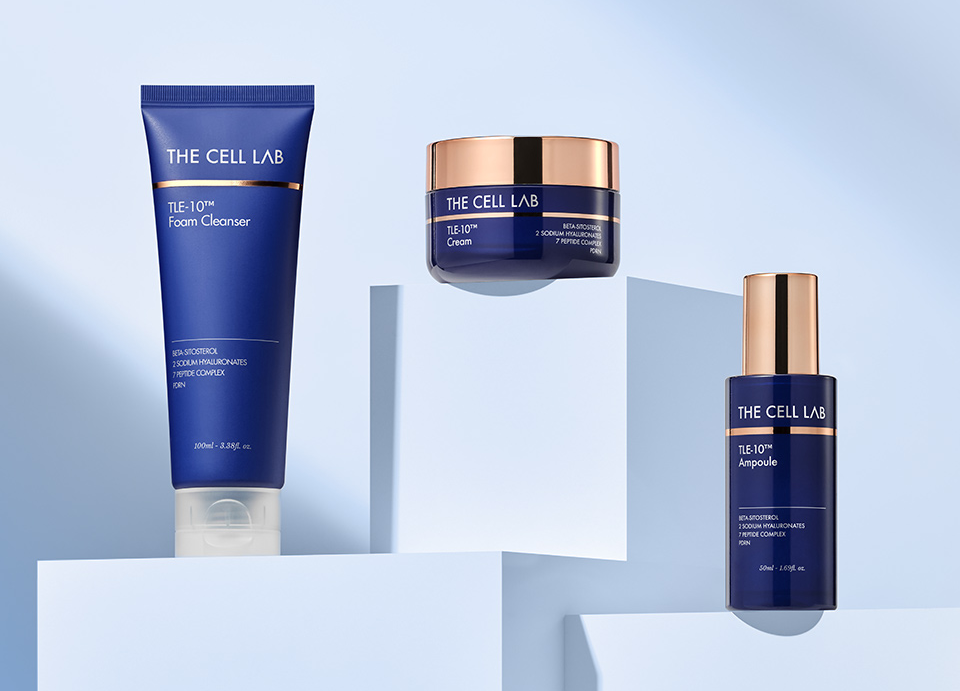 THE CELL LAB
TLE-10™
Foam Cleanser
BETA-SITOSTEROL
2 SODIUM HYALURONATES
7 PEPTIDE COMPLEX
PDRN
100ml - 3.38fl. oz.
THE CELL LAB
TLE-10™
Cream
BETA-SITOSTEROL
2 SODIUM HYALURONATES
7 PEPTIDE COMPLEX
PDRN
THE CELL LAB
TLE-10™
Ampoule
BETA-SITOSTEROL
2 SODIUM HYALURONATES
7 PEPTIDE COMPLEX
PDRN
50ml - 1.69fl. oz.